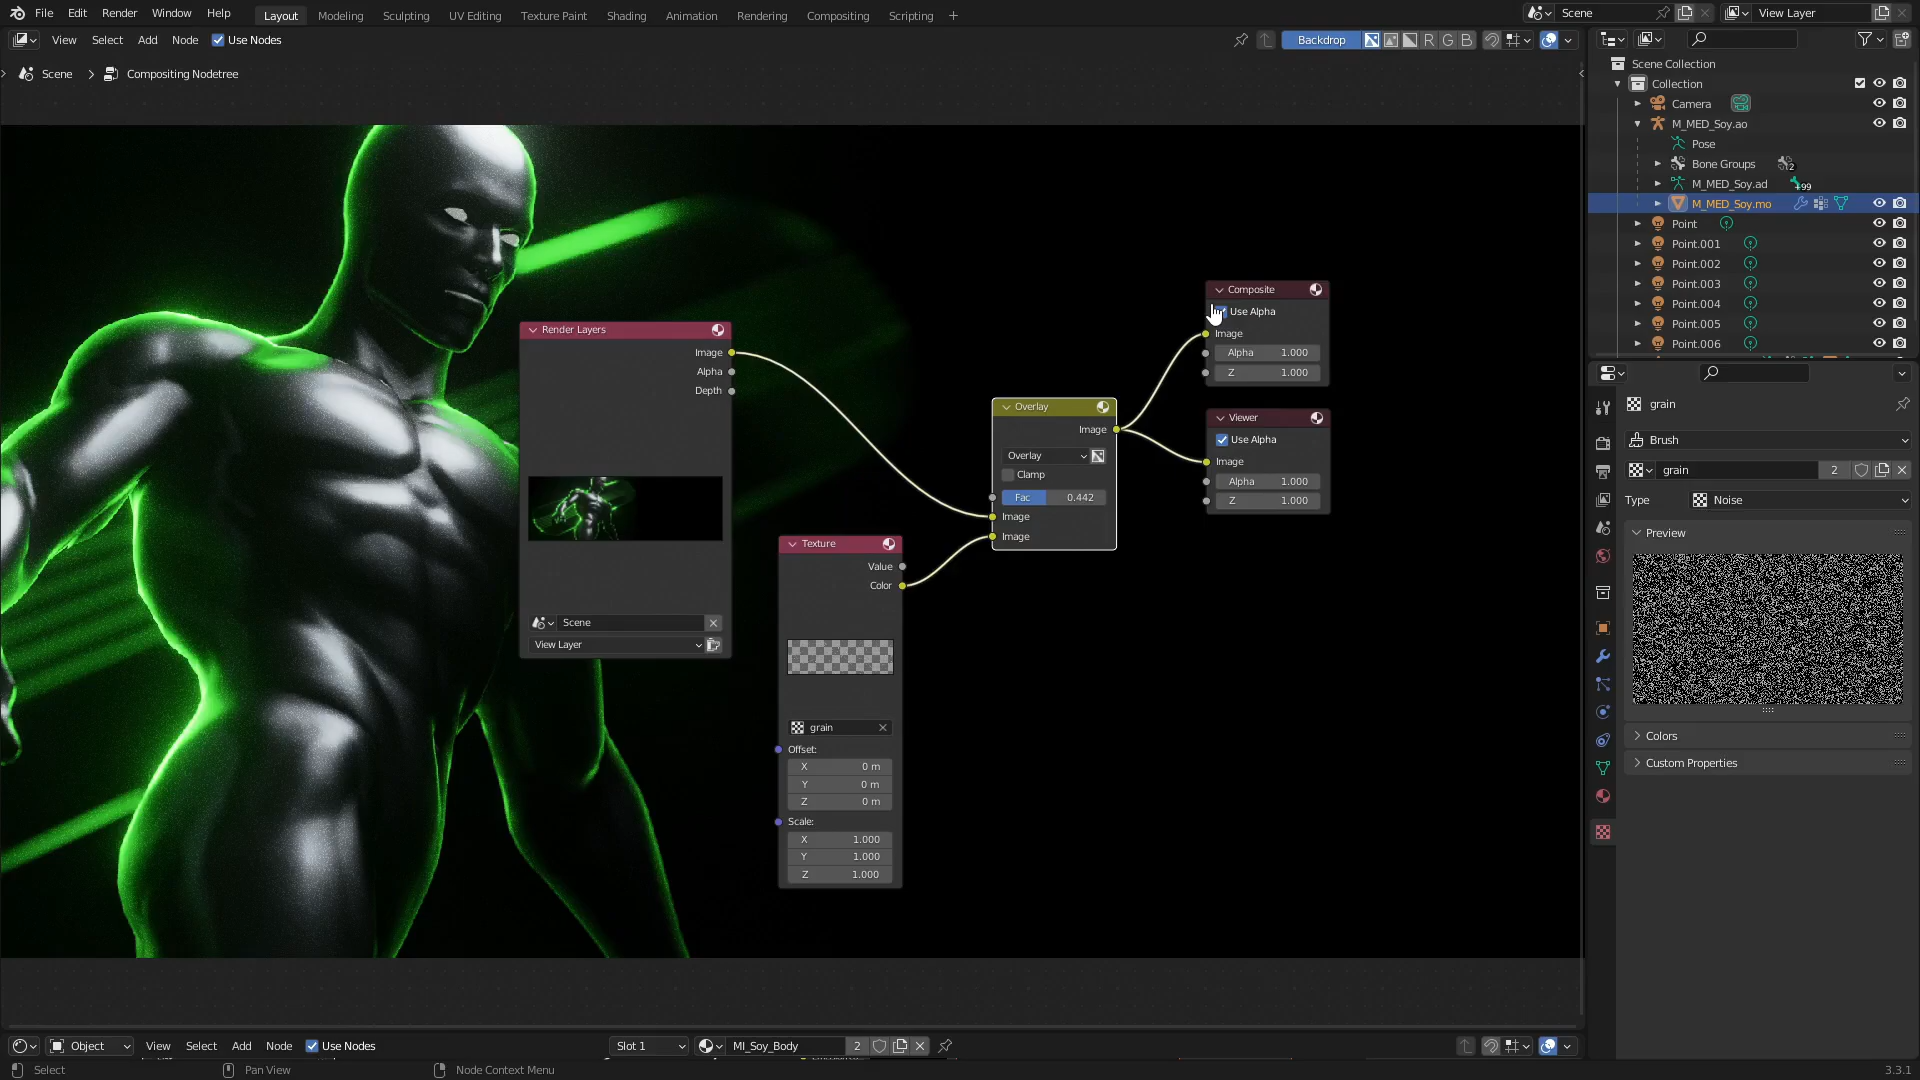 File Edit Render Window Help Layout Modeling Sculpting UV Editing Texture Paint Shading Animation Rendering Compositing Scripting + Scene View Layer
View Select Add Node Use Nodes Backdrop R G B
Scene Compositing Nodetree
Scene Collection
Collection
Camera
M_MED_Soy.ao
Pose
Bone Groups 2
M_MED_Soy.ad +99
M_MED_Soy.mo
Point
Point.001
Point.002
Point.003
Point.004
Point.005
Point.006
Render Layers
Image
Alpha
Depth
Scene
View Layer
Texture
Value
Color
grain
Offset:
X 0 m
Y 0 m
Z 0 m
Scale:
X 1.000
Y 1.000
Z 1.000
Overlay
Image
Overlay
Clamp
Fac 0.442
Image
Image
Composite
Use Alpha
Image
Alpha 1.000
Z 1.000
Viewer
Use Alpha
Image
Alpha 1.000
Z 1.000
grain
Brush
grain 2
Type Noise
Preview
Colors
Custom Properties
Object View Select Add Node Use Nodes Slot 1 MI_Soy_Body 2
Select Pan View Node Context Menu 3.3.1